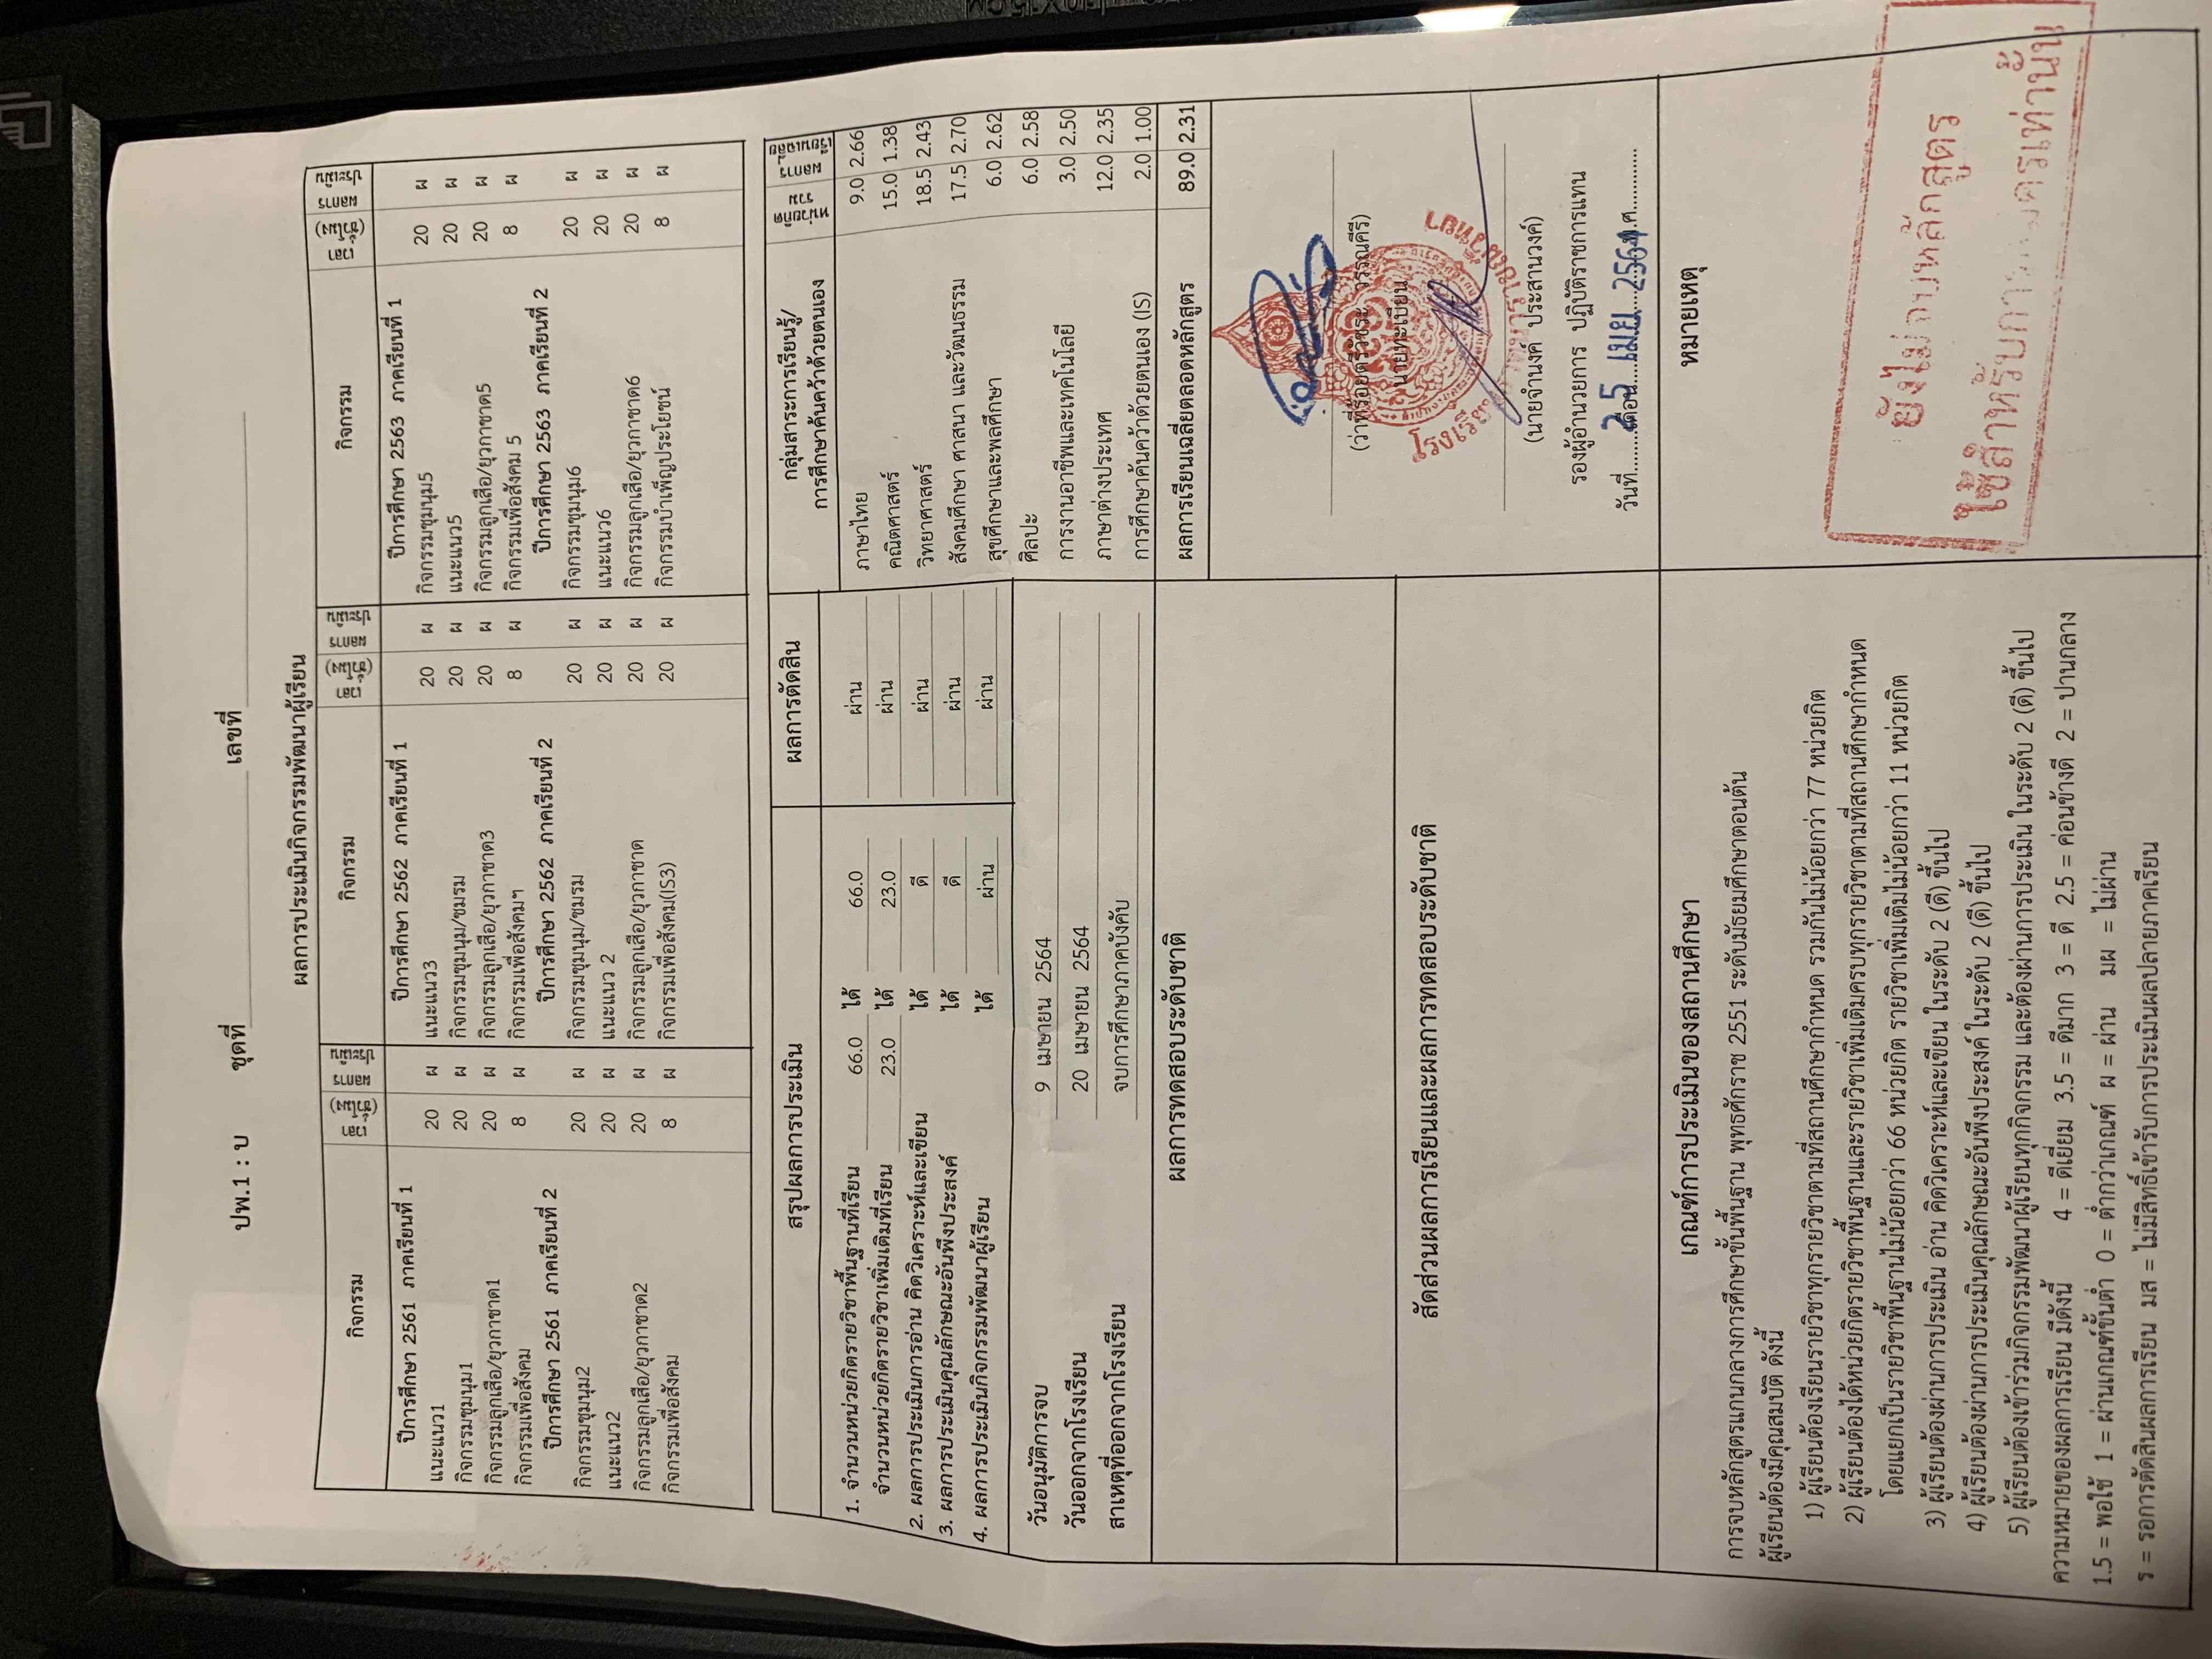 ปพ.1 : บ ชุดที่ เลขที่
ผลการประเมินกิจกรรมพัฒนาผู้เรียน
กิจกรรม เวลา (ชั่วโมง) ผลการประเมิน กิจกรรม เวลา (ชั่วโมง) ผลการประเมิน กิจกรรม เวลา (ชั่วโมง) ผลการประเมิน
ปีการศึกษา 2561 ภาคเรียนที่ 1 ปีการศึกษา 2562 ภาคเรียนที่ 1 ปีการศึกษา 2563 ภาคเรียนที่ 1
แนะแนว1 20 ผ แนะแนว3 20 ผ กิจกรรมชุมนุม5 20 ผ
กิจกรรมชุมนุม1 20 ผ กิจกรรมชุมนุม/ชมรม 20 ผ แนะแนว5 20 ผ
กิจกรรมลูกเสือ/ยุวกาชาด1 20 ผ กิจกรรมลูกเสือ/ยุวกาชาด3 20 ผ กิจกรรมลูกเสือ/ยุวกาชาด5 20 ผ
กิจกรรมเพื่อสังคม 8 ผ กิจกรรมเพื่อสังคมฯ 8 ผ กิจกรรมเพื่อสังคม 5 8 ผ
ปีการศึกษา 2561 ภาคเรียนที่ 2 ปีการศึกษา 2562 ภาคเรียนที่ 2 ปีการศึกษา 2563 ภาคเรียนที่ 2
กิจกรรมชุมนุม2 20 ผ กิจกรรมชุมนุม/ชมรม 20 ผ กิจกรรมชุมนุม6 20 ผ
แนะแนว2 20 ผ แนะแนว 2 20 ผ แนะแนว6 20 ผ
กิจกรรมลูกเสือ/ยุวกาชาด2 20 ผ กิจกรรมลูกเสือ/ยุวกาชาด 20 ผ กิจกรรมลูกเสือ/ยุวกาชาด6 20 ผ
กิจกรรมเพื่อสังคม 8 ผ กิจกรรมเพื่อสังคม(IS3) 20 ผ กิจกรรมบำเพ็ญประโยชน์ 8 ผ
สรุปผลการประเมิน ผลการตัดสิน
1. จำนวนหน่วยกิตรายวิชาพื้นฐานที่เรียน 66.0 ได้ 66.0 ผ่าน
จำนวนหน่วยกิตรายวิชาเพิ่มเติมที่เรียน 23.0 ได้ 23.0 ผ่าน
2. ผลการประเมินการอ่าน คิดวิเคราะห์และเขียน ได้ ดี ผ่าน
3. ผลการประเมินคุณลักษณะอันพึงประสงค์ ได้ ดี ผ่าน
4. ผลการประเมินกิจกรรมพัฒนาผู้เรียน ได้ ผ่าน ผ่าน
วันอนุมัติการจบ 9 เมษายน 2564
วันออกจากโรงเรียน 20 เมษายน 2564
สาเหตุที่ออกจากโรงเรียน จบการศึกษาภาคบังคับ
กลุ่มสาระการเรียนรู้/
การศึกษาค้นคว้าด้วยตนเอง หน่วยกิตรวม ผลการเรียนเฉลี่ย
ภาษาไทย 9.0 2.66
คณิตศาสตร์ 15.0 1.38
วิทยาศาสตร์ 18.5 2.43
สังคมศึกษา ศาสนา และวัฒนธรรม 17.5 2.70
สุขศึกษาและพลศึกษา 6.0 2.62
ศิลปะ 6.0 2.58
การงานอาชีพและเทคโนโลยี 3.0 2.50
ภาษาต่างประเทศ 12.0 2.35
การศึกษาค้นคว้าด้วยตนเอง (IS) 2.0 1.00
ผลการเรียนเฉลี่ยตลอดหลักสูตร 89.0 2.31
ผลการทดสอบระดับชาติ
สัดส่วนผลการเรียนและผลการทดสอบระดับชาติ
นายทะเบียน
โรงเรียน
(นายจำนงค์ ประสานวงค์)
รองผู้อำนวยการ ปฏิบัติราชการแทน
วันที่ 25 เดือน เมย พ.ศ. 2564
เกณฑ์การประเมินของสถานศึกษา
การจบหลักสูตรแกนกลางการศึกษาขั้นพื้นฐาน พุทธศักราช 2551 ระดับมัธยมศึกษาตอนต้น
ผู้เรียนต้องมีคุณสมบัติ ดังนี้
1) ผู้เรียนต้องเรียนรายวิชาทุกรายวิชาตามที่สถานศึกษากำหนด รวมกันไม่น้อยกว่า 77 หน่วยกิต
2) ผู้เรียนต้องได้หน่วยกิตรายวิชาพื้นฐานและรายวิชาเพิ่มเติมครบทุกรายวิชาตามที่สถานศึกษากำหนด
โดยแยกเป็นรายวิชาพื้นฐานไม่น้อยกว่า 66 หน่วยกิต รายวิชาเพิ่มเติมไม่น้อยกว่า 11 หน่วยกิต
3) ผู้เรียนต้องผ่านการประเมิน อ่าน คิดวิเคราะห์และเขียน ในระดับ 2 (ดี) ขึ้นไป
4) ผู้เรียนต้องผ่านการประเมินคุณลักษณะอันพึงประสงค์ ในระดับ 2 (ดี) ขึ้นไป
5) ผู้เรียนต้องเข้าร่วมกิจกรรมพัฒนาผู้เรียนทุกกิจกรรม และต้องผ่านการประเมิน ในระดับ 2 (ดี) ขึ้นไป
ความหมายของผลการเรียน มีดังนี้ 4 = ดีเยี่ยม 3.5 = ดีมาก 3 = ดี 2.5 = ค่อนข้างดี 2 = ปานกลาง
1.5 = พอใช้ 1 = ผ่านเกณฑ์ขั้นต่ำ 0 = ต่ำกว่าเกณฑ์ ผ = ผ่าน มผ = ไม่ผ่าน
ร = รอการตัดสินผลการเรียน มส = ไม่มีสิทธิ์เข้ารับการประเมินผลปลายภาคเรียน
หมายเหตุ
ยังไม่จบหลักสูตร
ใช้สำหรับการสมัครเท่านั้น